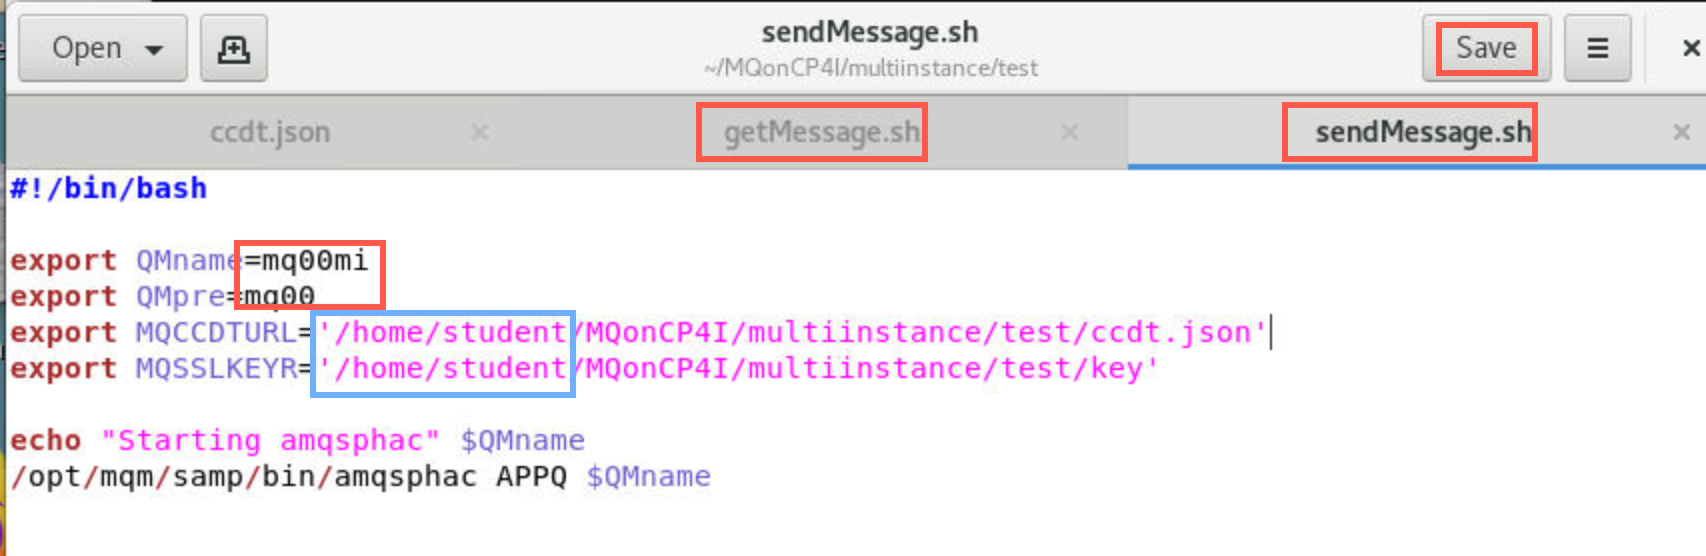 Open
sendMessage.sh
~/MQonCP4I/multiinstance/test
Save
ccdt.json
getMessage.sh
sendMessage.sh
#!/bin/bash
export QMname=mq00mi
export QMpre=mq00
export MQCCDTURL='/home/student/MQonCP4I/multiinstance/test/ccdt.json'
export MQSSLKEYR='/home/student/MQonCP4I/multiinstance/test/key'
echo "Starting amqsphac" $QMname
/opt/mqm/samp/bin/amqsphac APPQ $QMname